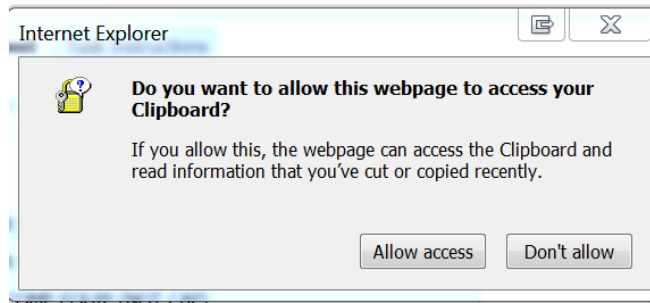 Internet Explorer
Do you want to allow this webpage to access your
Clipboard?
If you allow this, the webpage can access the Clipboard and
read information that you've cut or copied recently.
Allow access
Don't allow